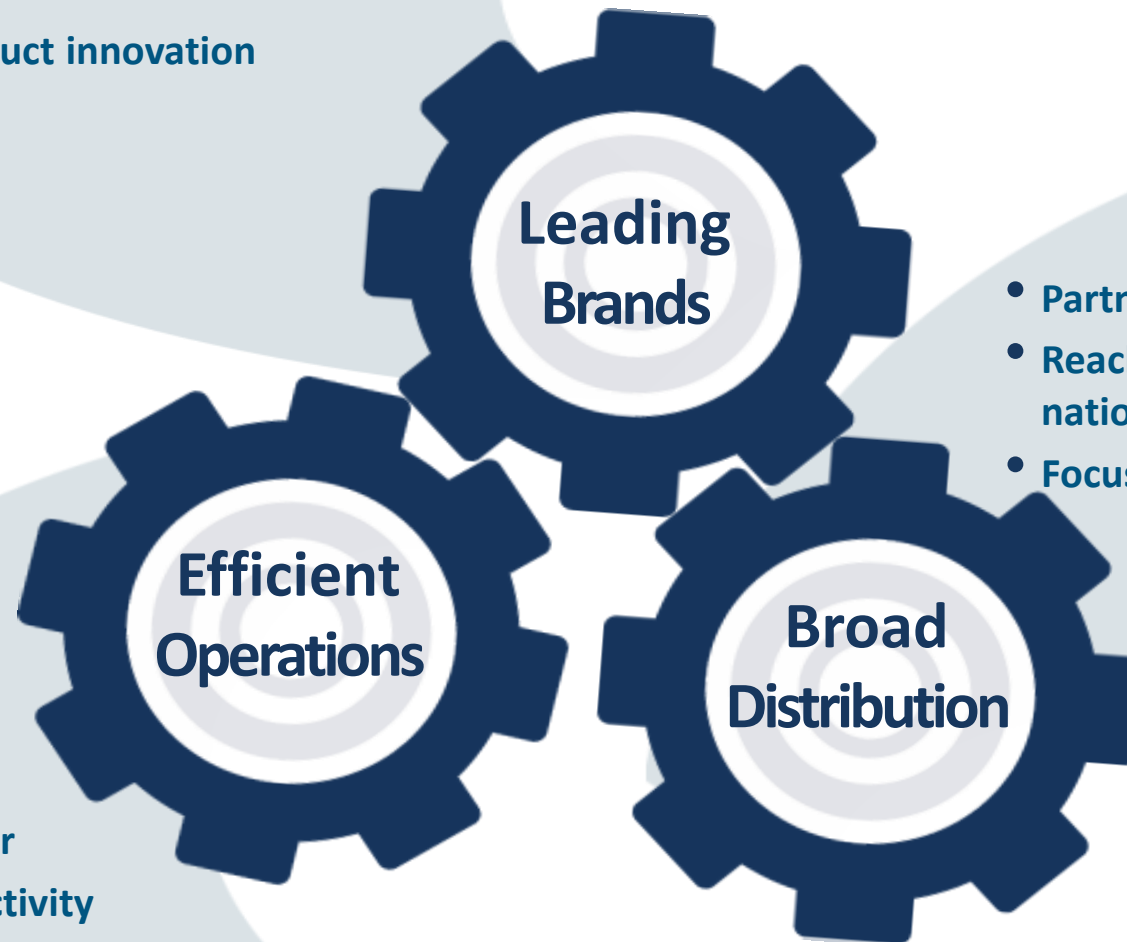 uct innovation
Leading
Brands
• Partn
• Reac
natio
• Focus
Efficient
Operations
Broad
Distribution
r
ctivity